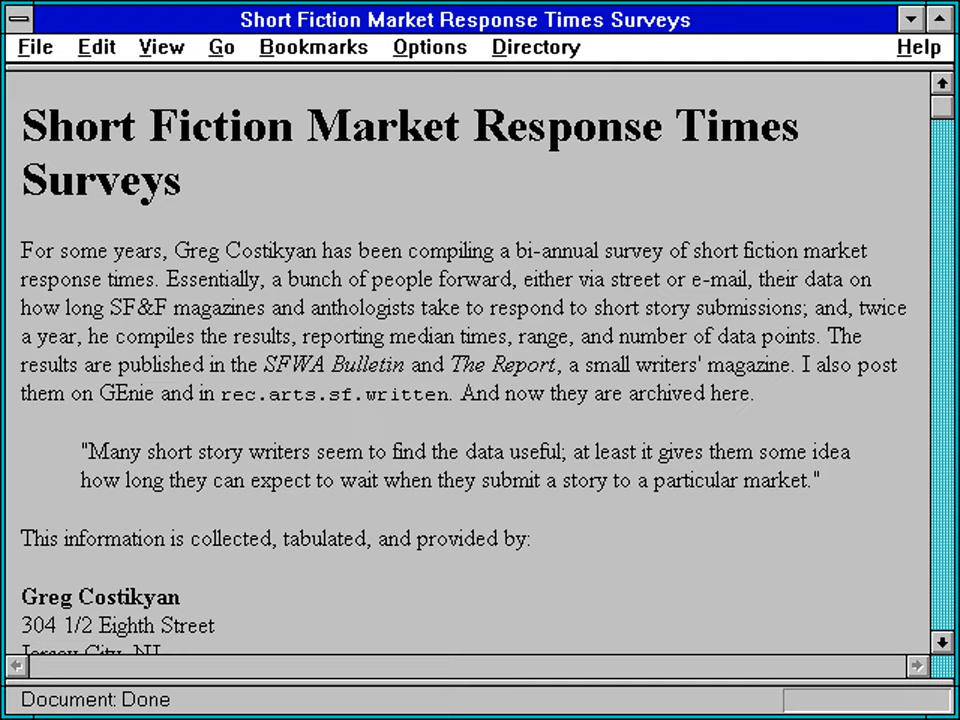 Short Fiction Market Response Times Surveys
File Edit View Go Bookmarks Options Directory Help
Short Fiction Market Response Times
Surveys
For some years, Greg Costikyan has been compiling a bi-annual survey of short fiction market
response times. Essentially, a bunch of people forward, either via street or e-mail, their data on
how long SF&F magazines and anthologists take to respond to short story submissions; and, twice
a year, he compiles the results, reporting median times, range, and number of data points. The
results are published in the SFWA Bulletin and The Report, a small writers' magazine. I also post
them on GEnie and in rec.arts.sf.written. And now they are archived here.
"Many short story writers seem to find the data useful; at least it gives them some idea
how long they can expect to wait when they submit a story to a particular market."
This information is collected, tabulated, and provided by:
Greg Costikyan
304 1/2 Eighth Street
Jersey City, NJ
Document: Done